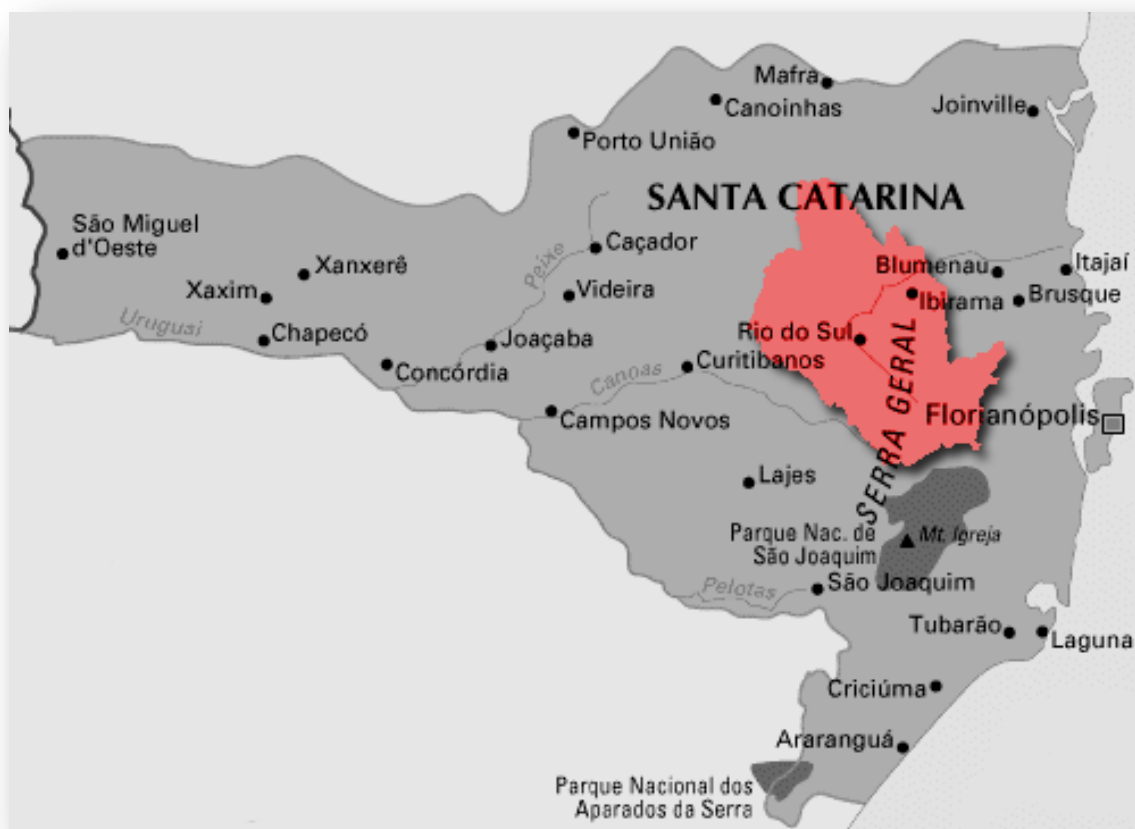 Mafra
Canoinhas
Joinville
Porto União
SANTA CATARINA
São Miguel
d'Oeste
Caçador
Peixe
Xanxerê
Blumenau
Itajaí
Xaxim
Videira
Ibirama
Brusque
Uruguai
Chapecó
Joaçaba
Rio do Sul
Curitibanos
Concórdia
Canoas
SERRA GERAL
Campos Novos
Florianópolis
Lajes
Parque Nac. de
São Joaquim
Mt. Igreja
Pelotas
São Joaquim
Tubarão
Laguna
Criciúma
Araranguá
Parque Nacional dos
Aparados da Serra